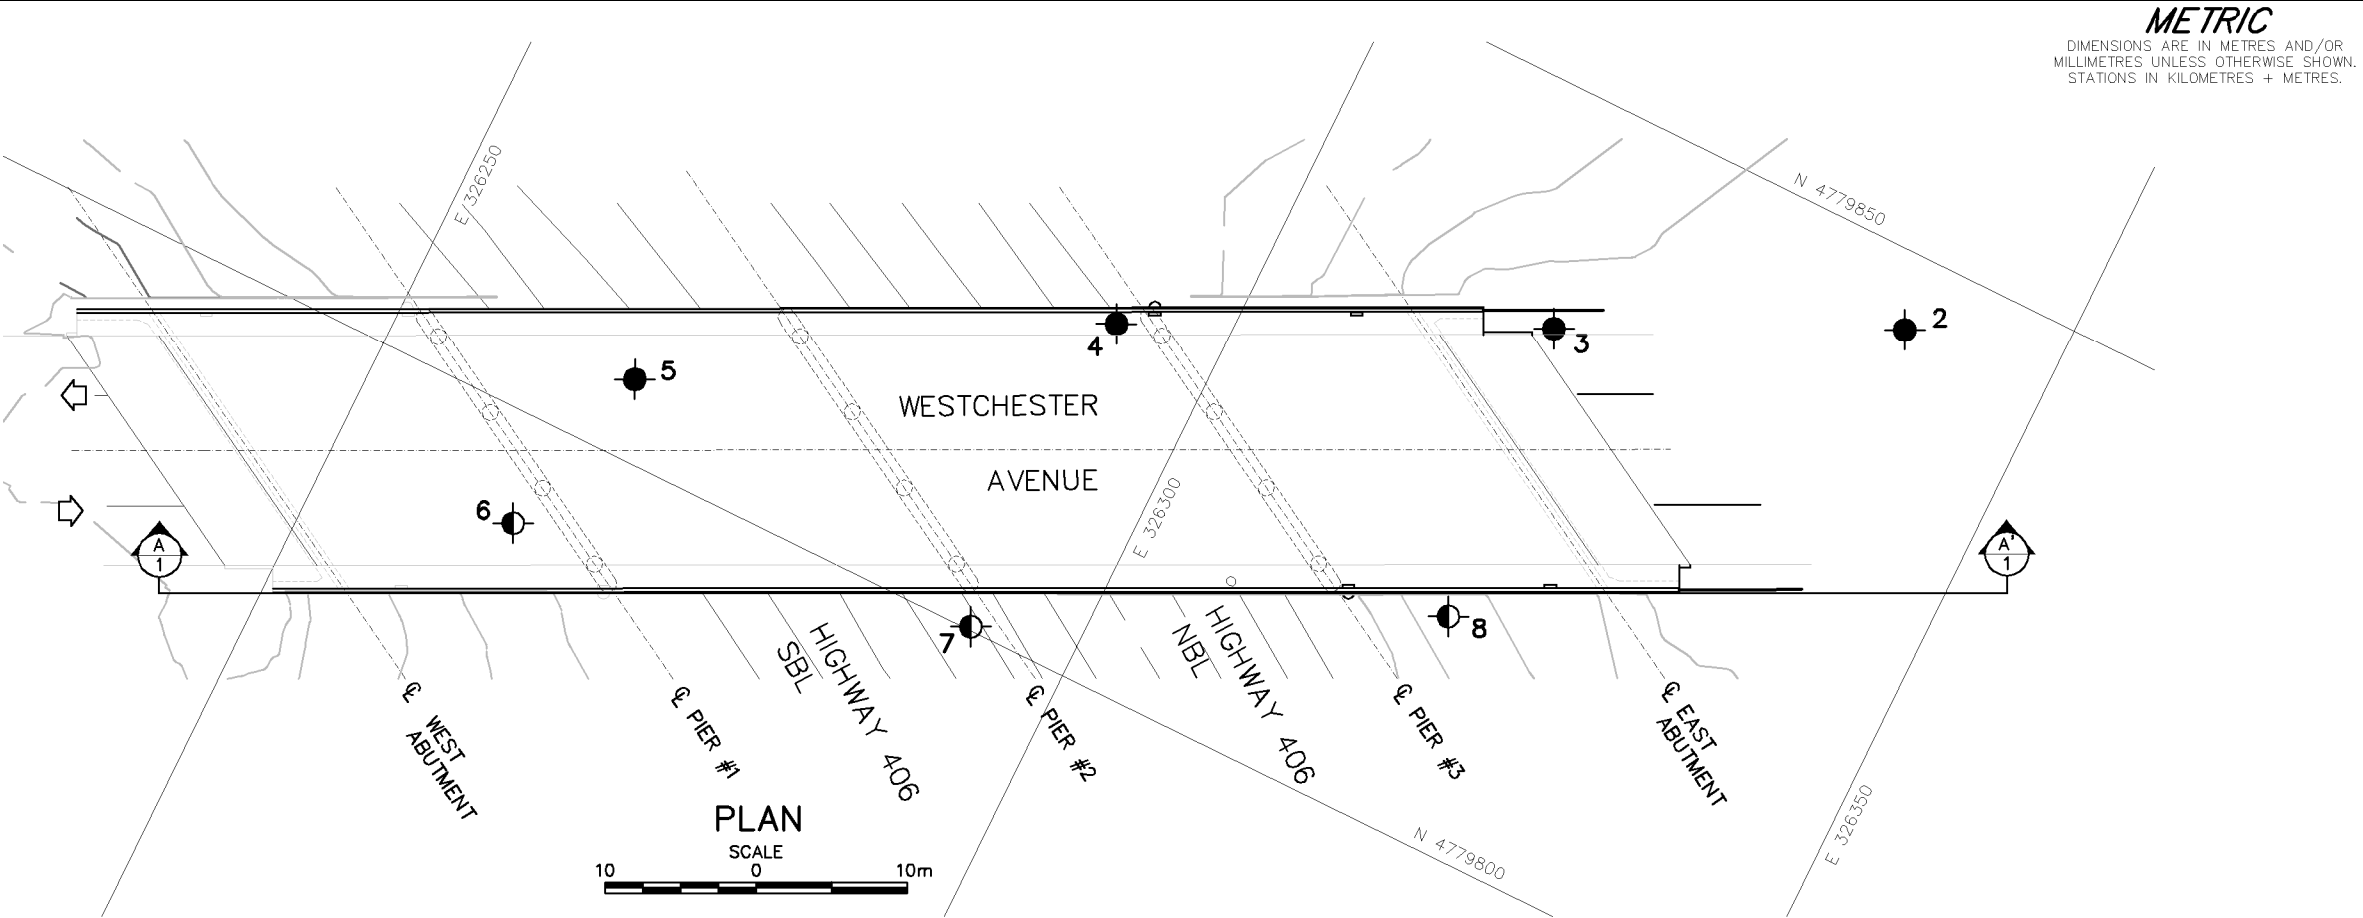 METRIC
DIMENSIONS ARE IN METRES AND/OR
MILLIMETRES UNLESS OTHERWISE SHOWN.
STATIONS IN KILOMETRES + METRES.
E 326250
N 4779850
2
3
4
5
WESTCHESTER
AVENUE
E 326300
6
A
1
A'
1
7
8
HIGHWAY 406
SBL
HIGHWAY 406
NBL
℄ WEST
ABUTMENT
℄ PIER #1
℄ PIER #2
℄ PIER #3
℄ EAST
ABUTMENT
E 326350
N 4779800
PLAN
SCALE
10 0 10m